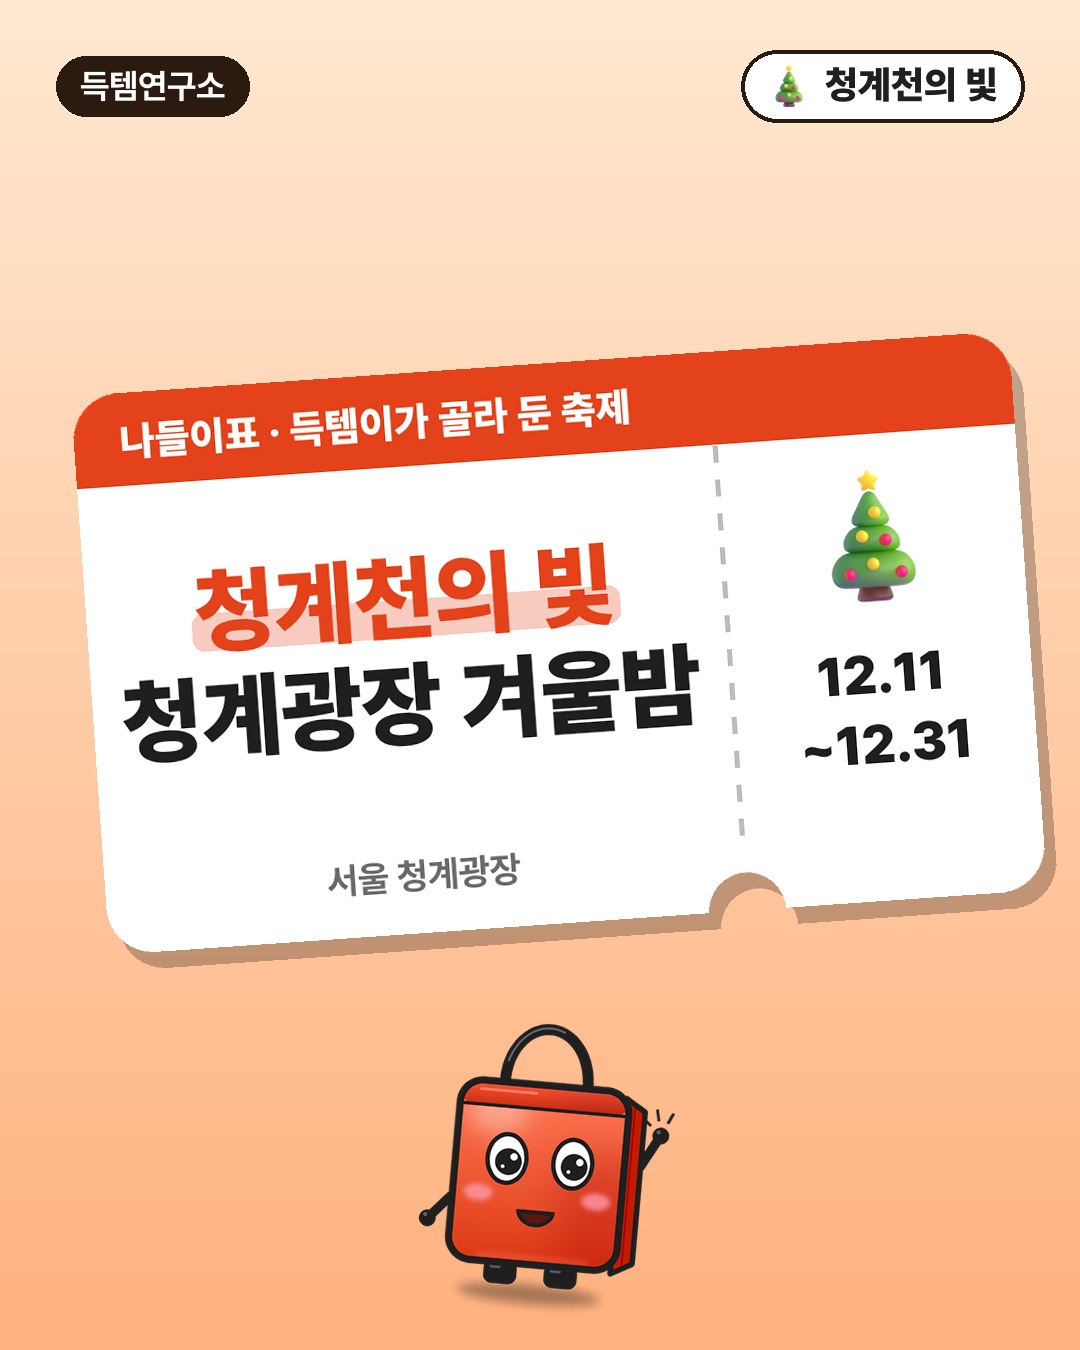 득템연구소
청계천의 빛
나들이표 · 득템이가 골라 둔 축제
청계천의 빛
청계광장 겨울밤
서울 청계광장
12.11
~12.31